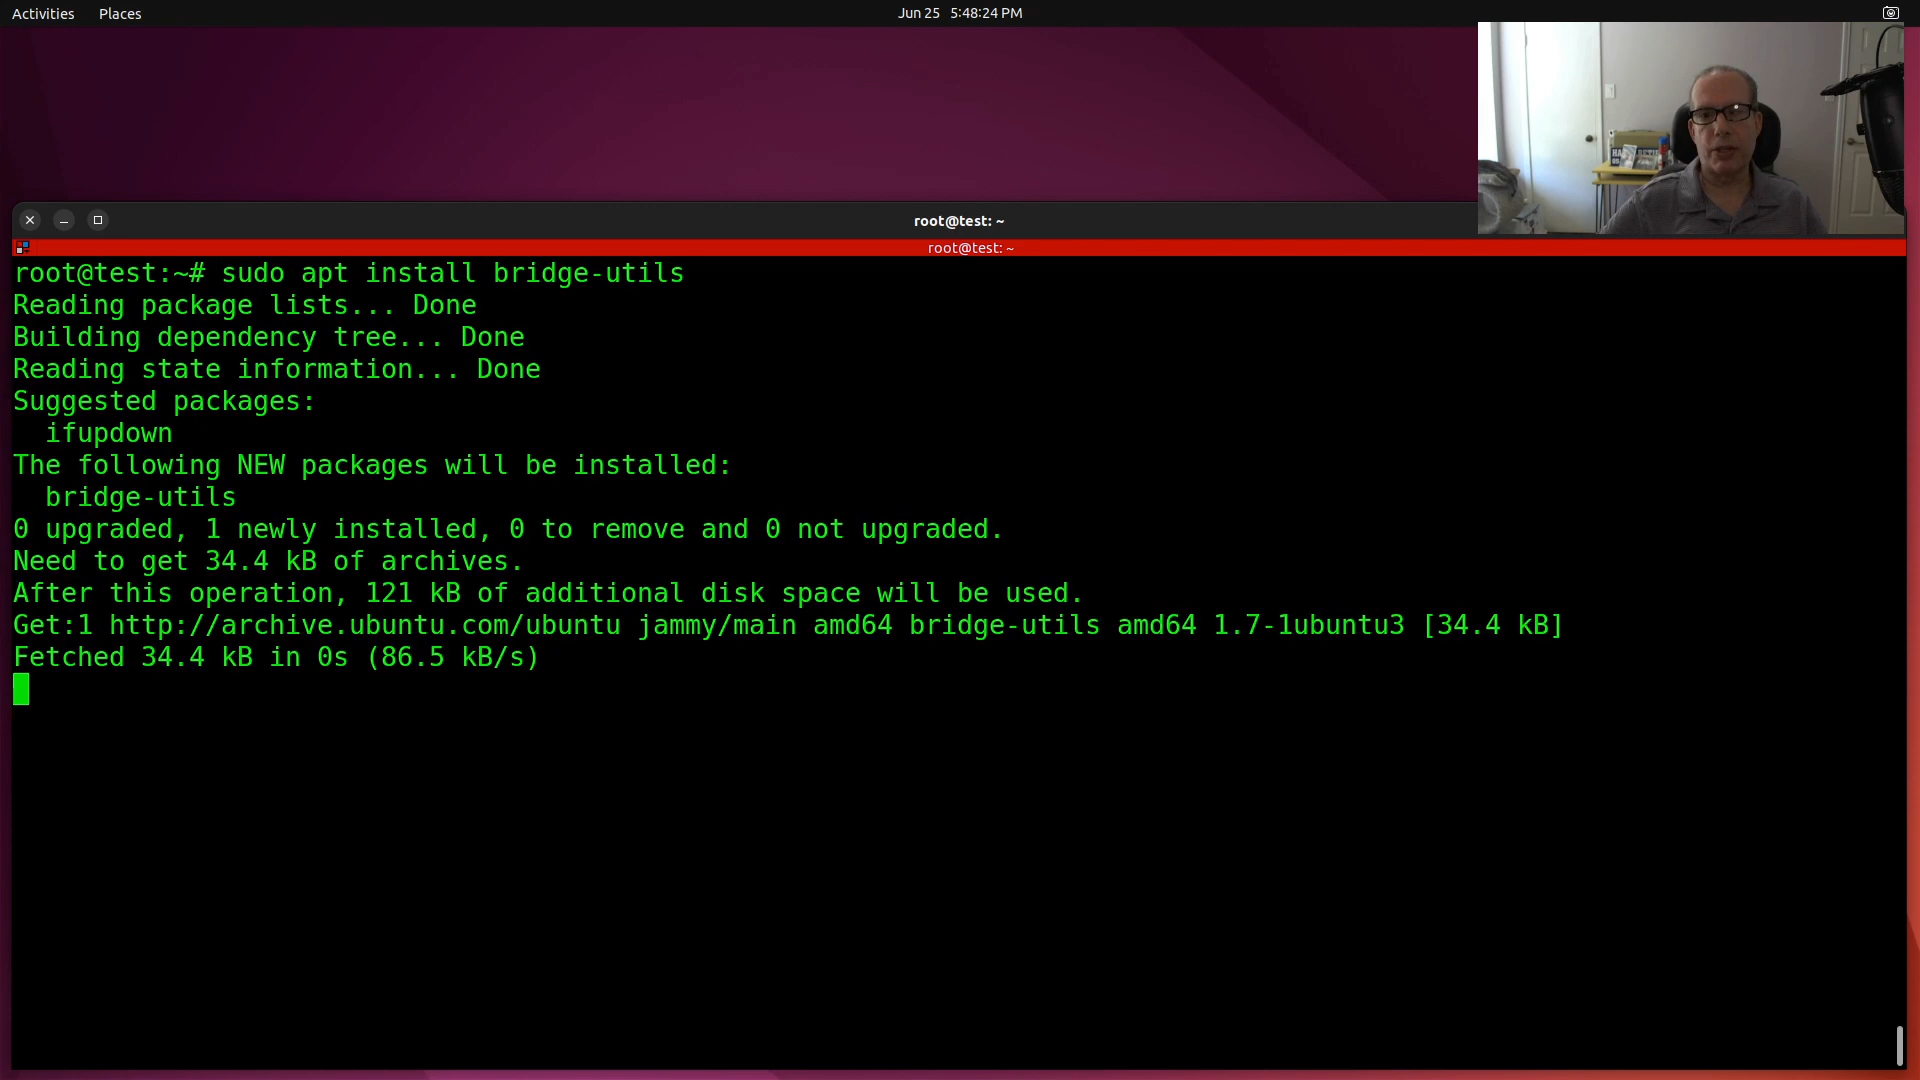 Activities Places Jun 25 5:48:24 PM
root@test: ~
root@test: ~
root@test:~# sudo apt install bridge-utils
Reading package lists... Done
Building dependency tree... Done
Reading state information... Done
Suggested packages:
  ifupdown
The following NEW packages will be installed:
  bridge-utils
0 upgraded, 1 newly installed, 0 to remove and 0 not upgraded.
Need to get 34.4 kB of archives.
After this operation, 121 kB of additional disk space will be used.
Get:1 http://archive.ubuntu.com/ubuntu jammy/main amd64 bridge-utils amd64 1.7-1ubuntu3 [34.4 kB]
Fetched 34.4 kB in 0s (86.5 kB/s)